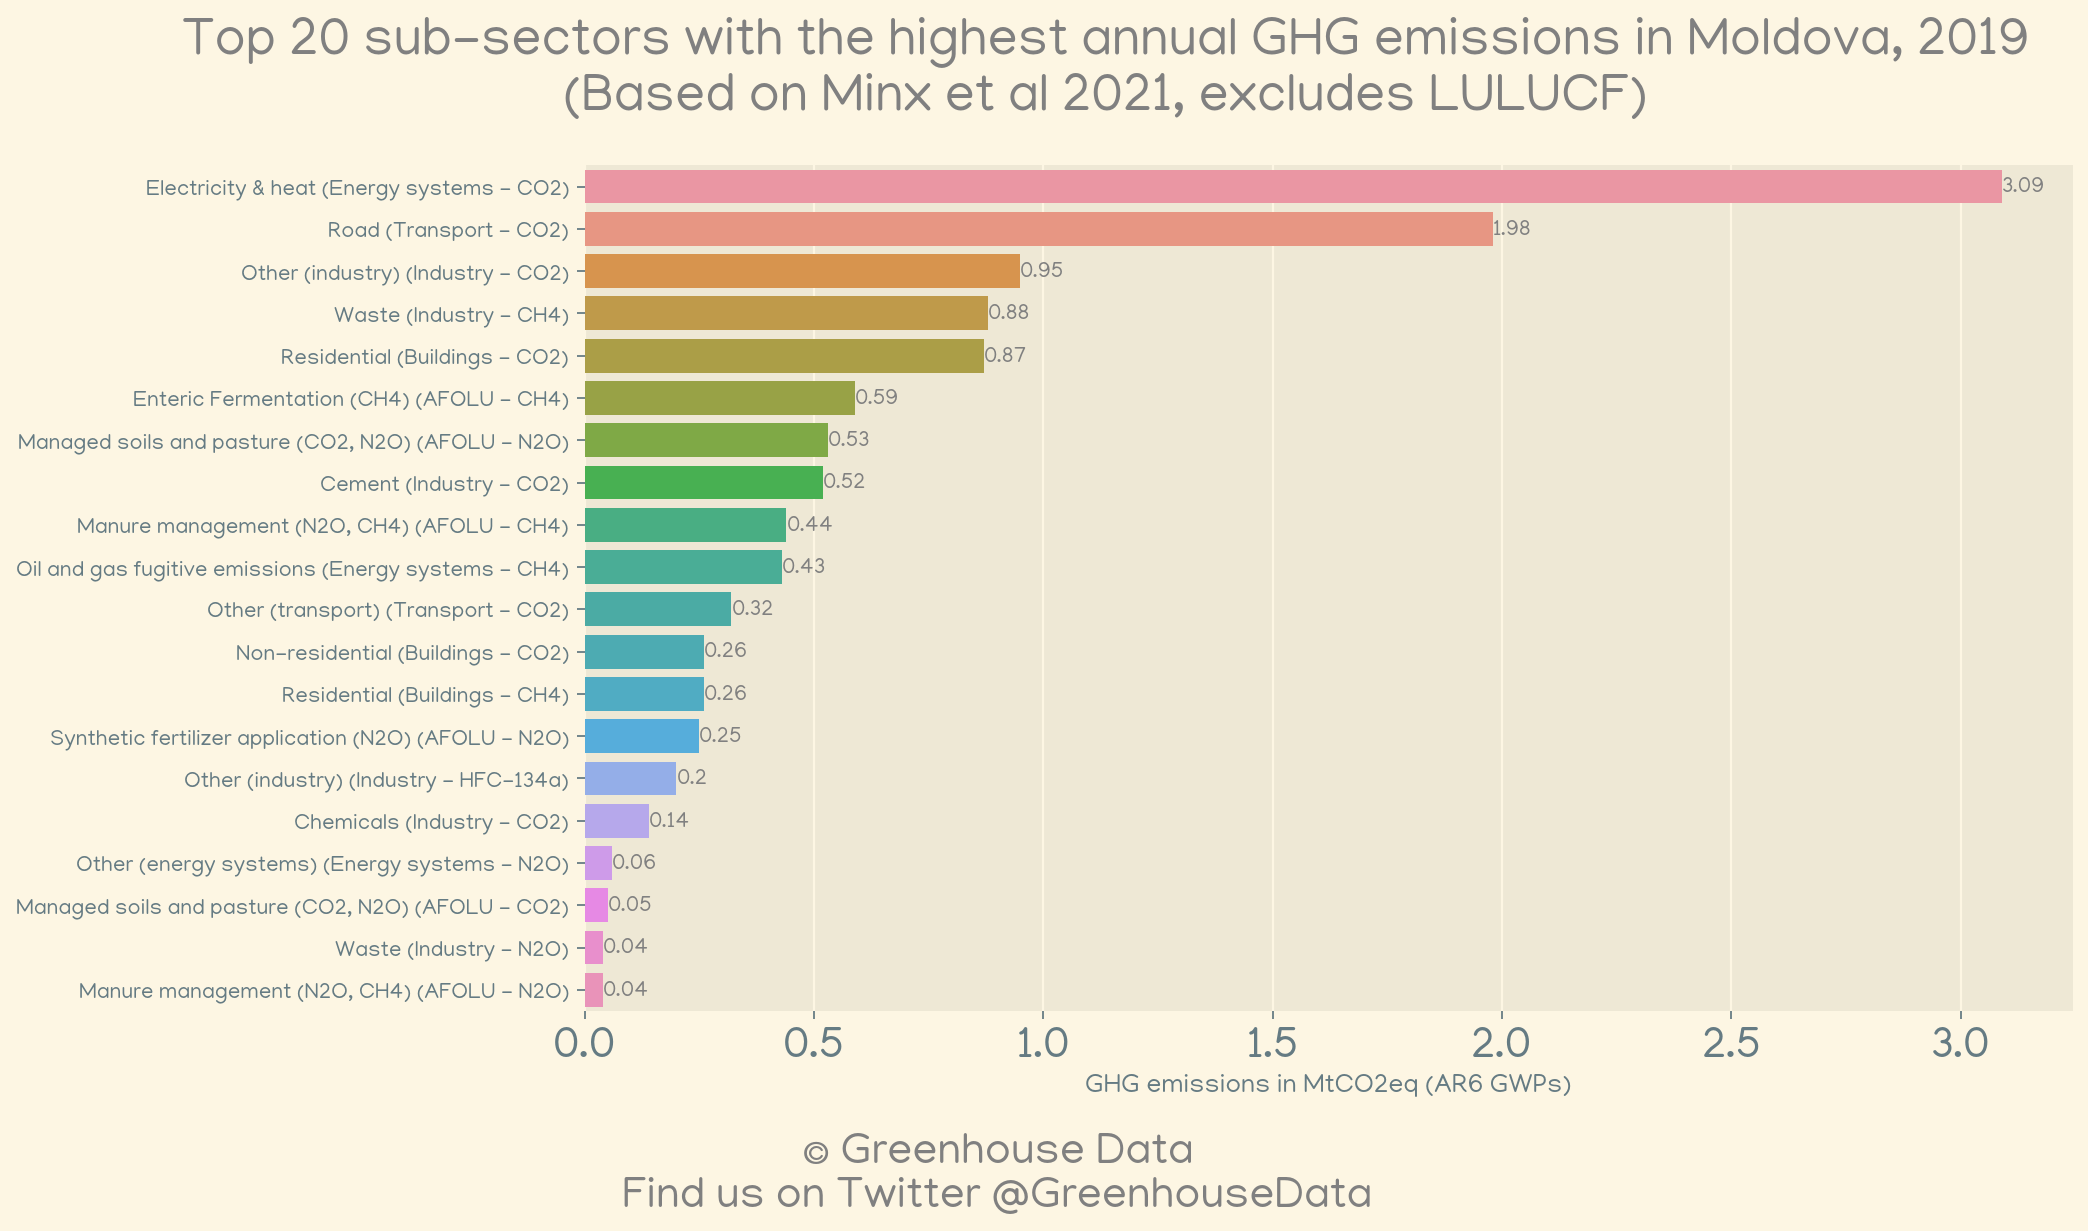 Top 20 sub-sectors with the highest annual GHG emissions in Moldova, 2019
(Based on Minx et al 2021, excludes LULUCF)
Electricity & heat (Energy systems - CO2) 3.09
Road (Transport - CO2) 1.98
Other (industry) (Industry - CO2) 0.95
Waste (Industry - CH4) 0.88
Residential (Buildings - CO2) 0.87
Enteric Fermentation (CH4) (AFOLU - CH4) 0.59
Managed soils and pasture (CO2, N2O) (AFOLU - N2O) 0.53
Cement (Industry - CO2) 0.52
Manure management (N2O, CH4) (AFOLU - CH4) 0.44
Oil and gas fugitive emissions (Energy systems - CH4) 0.43
Other (transport) (Transport - CO2) 0.32
Non-residential (Buildings - CO2) 0.26
Residential (Buildings - CH4) 0.26
Synthetic fertilizer application (N2O) (AFOLU - N2O) 0.25
Other (industry) (Industry - HFC-134a) 0.2
Chemicals (Industry - CO2) 0.14
Other (energy systems) (Energy systems - N2O) 0.06
Managed soils and pasture (CO2, N2O) (AFOLU - CO2) 0.05
Waste (Industry - N2O) 0.04
Manure management (N2O, CH4) (AFOLU - N2O) 0.04
0.0 0.5 1.0 1.5 2.0 2.5 3.0
GHG emissions in MtCO2eq (AR6 GWPs)
© Greenhouse Data
Find us on Twitter @GreenhouseData